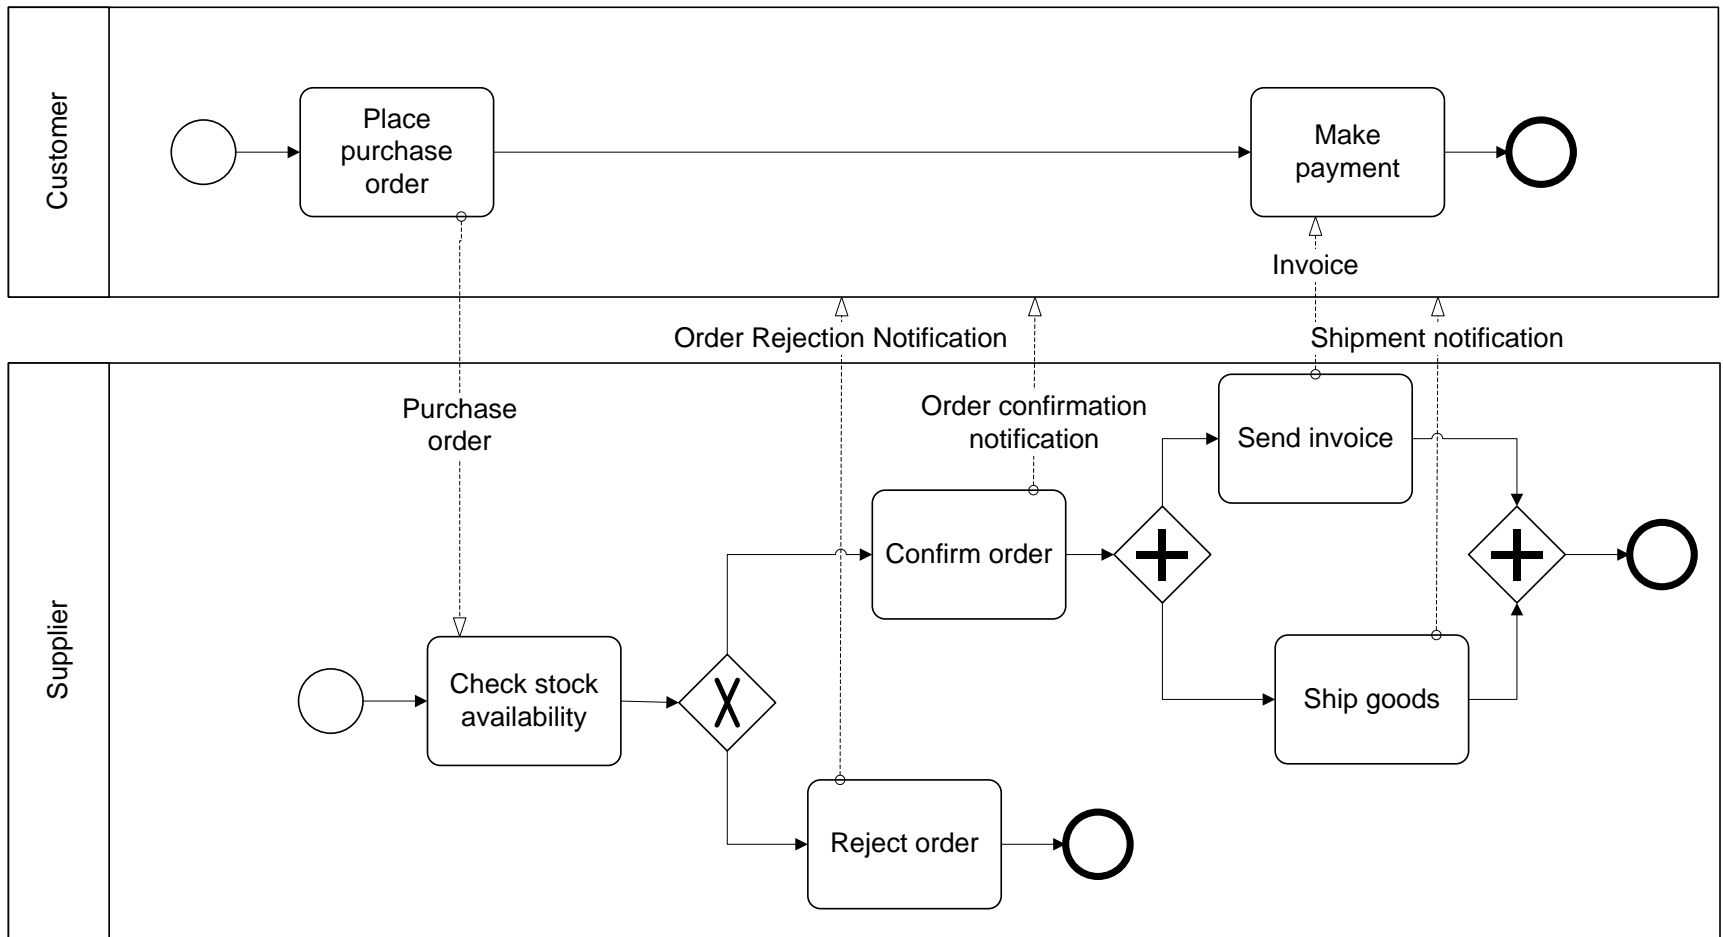 Customer
Place
purchase
order
Make
payment
Invoice
Order Rejection Notification
Shipment notification
Supplier
Purchase
order
Order confirmation
notification
Send invoice
Confirm order
Check stock
availability
X
Ship goods
Reject order